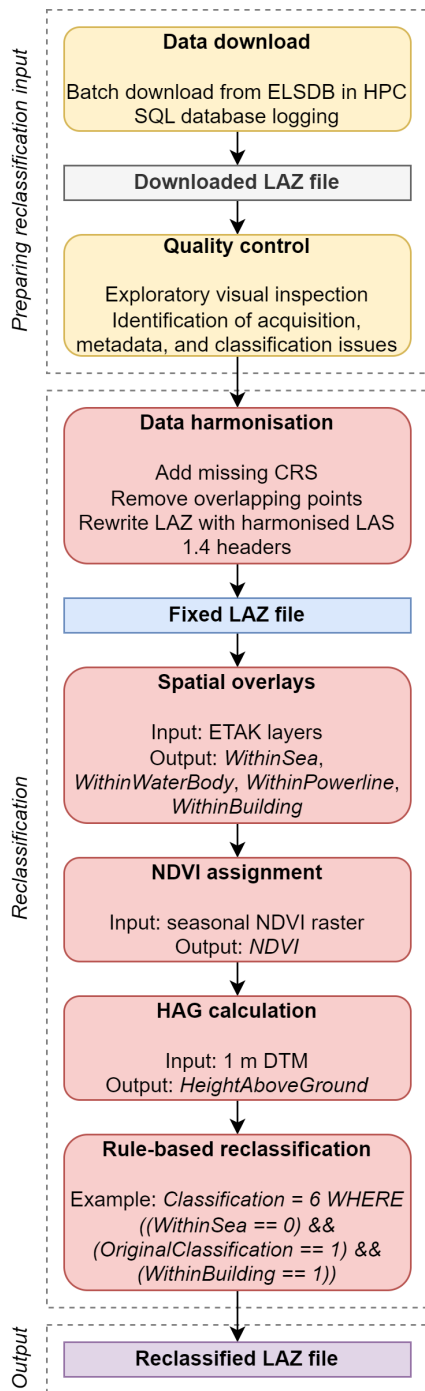 Preparing reclassification input
Data download
Batch download from ELSDB in HPC
SQL database logging
Downloaded LAZ file
Quality control
Exploratory visual inspection
Identification of acquisition,
metadata, and classification issues
Reclassification
Data harmonisation
Add missing CRS
Remove overlapping points
Rewrite LAZ with harmonised LAS
1.4 headers
Fixed LAZ file
Spatial overlays
Input: ETAK layers
Output: WithinSea,
WithinWaterBody, WithinPowerline,
WithinBuilding
NDVI assignment
Input: seasonal NDVI raster
Output: NDVI
HAG calculation
Input: 1 m DTM
Output: HeightAboveGround
Rule-based reclassification
Example: Classification = 6 WHERE
((WithinSea == 0) &&
(OriginalClassification == 1) &&
(WithinBuilding == 1))
Output
Reclassified LAZ file